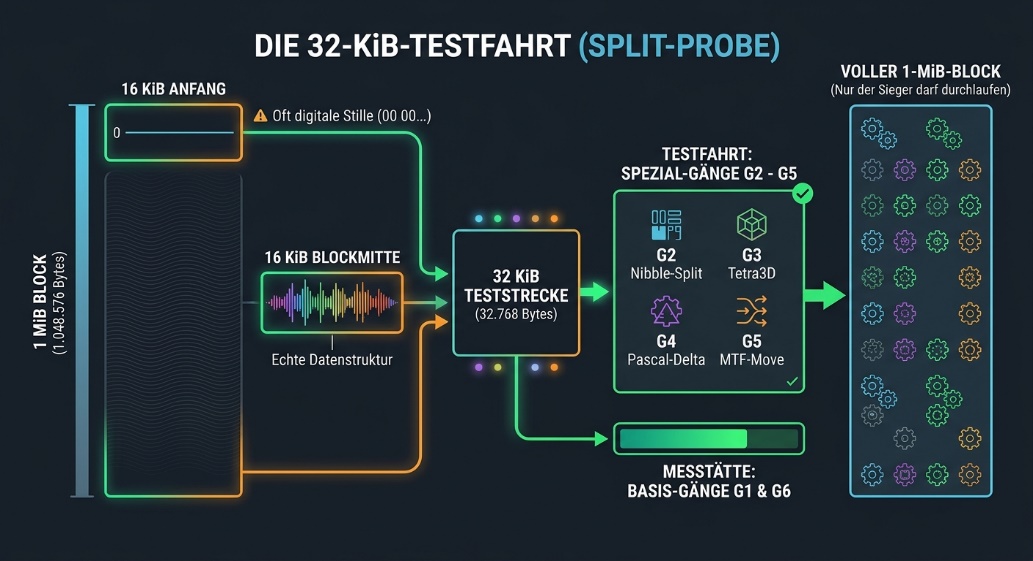 DIE 32-KiB-TESTFAHRT (SPLIT-PROBE)
16 KiB ANFANG
0
Oft digitale Stille (00 00...)
1 MiB BLOCK
(1.048.576 Bytes)
16 KiB BLOCKMITTE
Echte Datenstruktur
32 KiB
TESTSTRECKE
(32.768 Bytes)
TESTFAHRT:
SPEZIAL-GÄNGE G2 - G5
G2
Nibble-Split
G3
Tetra3D
G4
Pascal-Delta
G5
MTF-Move
MESSTÄTTE:
BASIS-GÄNGE G1 & G6
VOLLER 1-MiB-BLOCK
(Nur der Sieger darf durchlaufen)